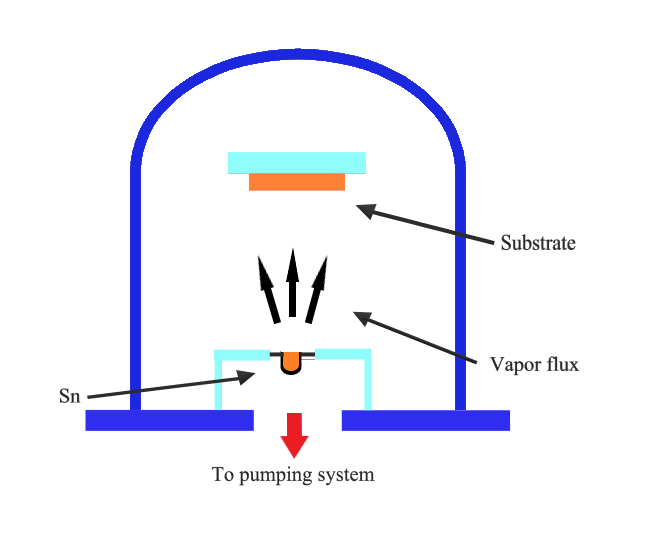 Substrate
Vapor flux
Sn
To pumping system